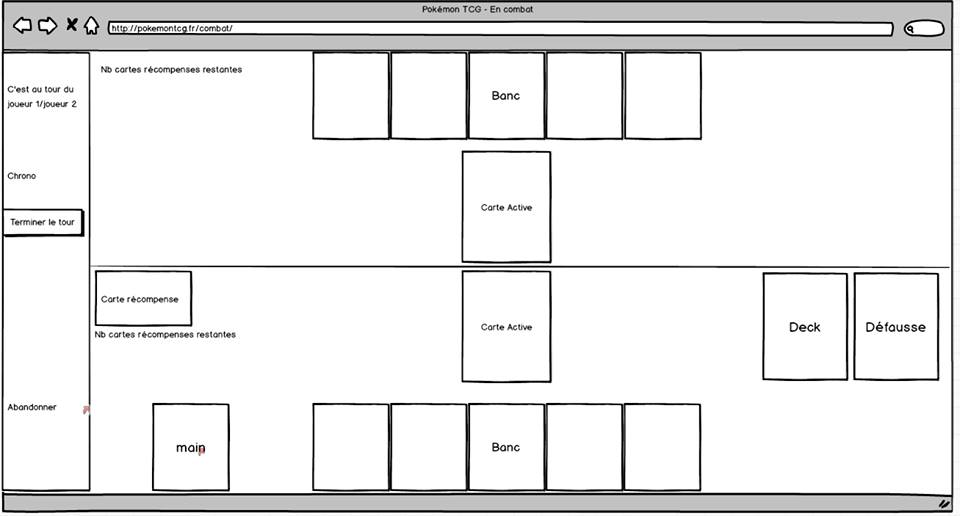 Pokémon TCG - En combat
http://pokemontcg.fr/combat/
C'est au tour du
joueur 1/joueur 2
Chrono
Terminer le tour
Abandonner
Nb cartes récompenses restantes
Banc
Carte Active
Carte récompense
Nb cartes récompenses restantes
Carte Active
Deck
Défausse
main
Banc